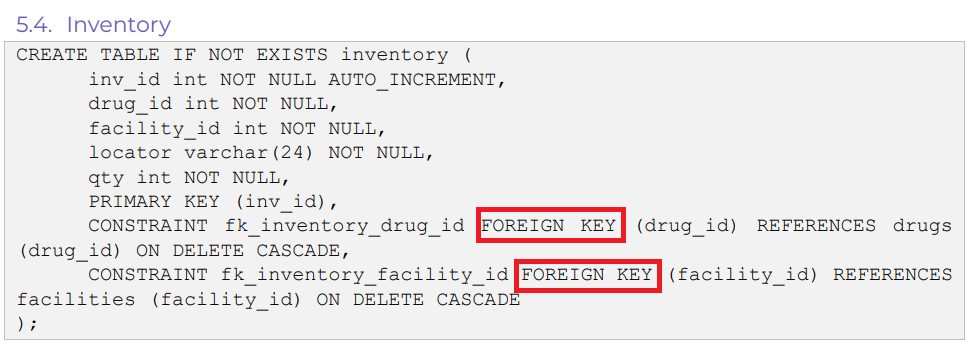 5.4. Inventory
CREATE TABLE IF NOT EXISTS inventory (
inv_id int NOT NULL AUTO_INCREMENT,
drug_id int NOT NULL,
facility_id int NOT NULL,
locator varchar(24) NOT NULL,
qty int NOT NULL,
PRIMARY KEY (inv_id),
CONSTRAINT fk_inventory_drug_id FOREIGN KEY (drug_id) REFERENCES drugs
(drug_id) ON DELETE CASCADE,
CONSTRAINT fk_inventory_facility_id FOREIGN KEY (facility_id) REFERENCES
facilities (facility_id) ON DELETE CASCADE
);